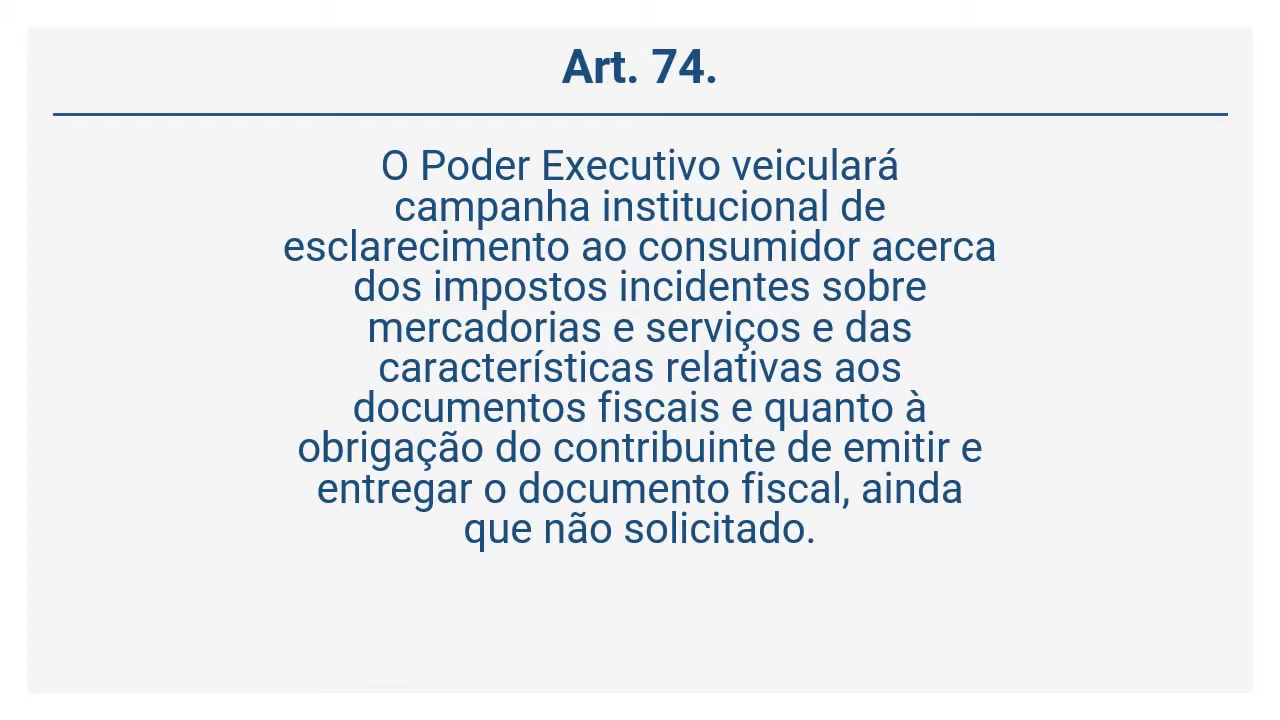 Art. 74.
O Poder Executivo veiculará
campanha institucional de
esclarecimento ao consumidor acerca
dos impostos incidentes sobre
mercadorias e serviços e das
características relativas aos
documentos fiscais e quanto à
obrigação do contribuinte de emitir e
entregar o documento fiscal, ainda
que não solicitado.